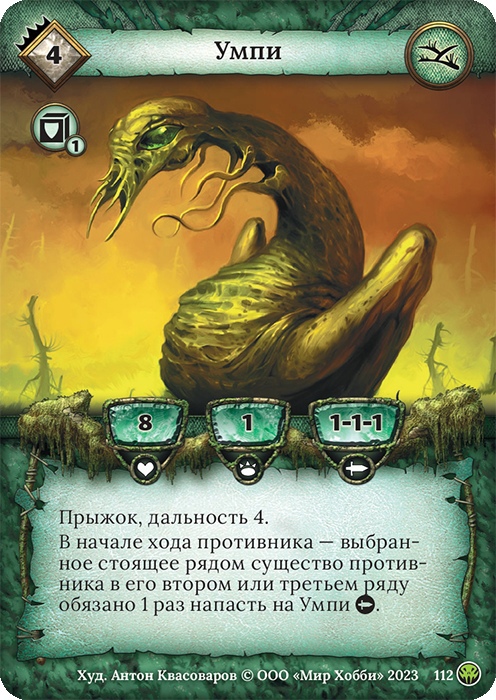 4
Умпи
1
8
1
1-1-1
Прыжок, дальность 4.
В начале хода противника — выбран-
ное стоящее рядом существо против-
ника в его втором или третьем ряду
обязано 1 раз напасть на Умпи.
Худ. Антон Квасоваров © ООО «Мир Хобби» 2023 112